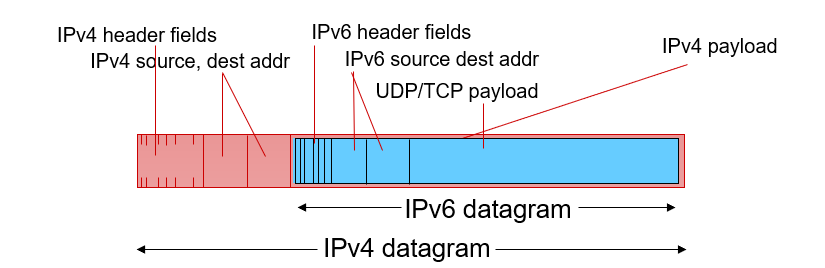 IPv4 header fields
IPv6 header fields
IPv4 payload
IPv4 source, dest addr
IPv6 source dest addr
UDP/TCP payload
IPv6 datagram
IPv4 datagram